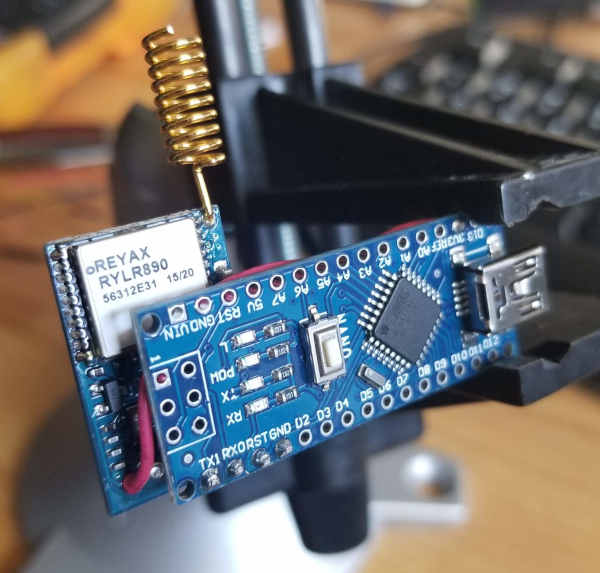 REYAX
RYLR890
56312E31 15/20
VIN GND RST 5V A7 A6 A5 A4 A3 A2 A1 A0 REF 3V3 D13
L
POW
TX
RX
NANO
1
TX1 RX0 RST GND D2 D3 D4 D5 D6 D7 D8 D9 D10 D11 D12